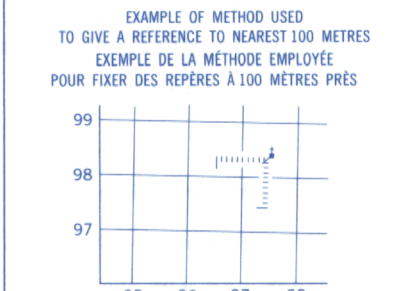 EXAMPLE OF METHOD USED
TO GIVE A REFERENCE TO NEAREST 100 METRES
EXEMPLE DE LA MÉTHODE EMPLOYÉE
POUR FIXER DES REPÈRES À 100 MÈTRES PRÈS
99
98
97